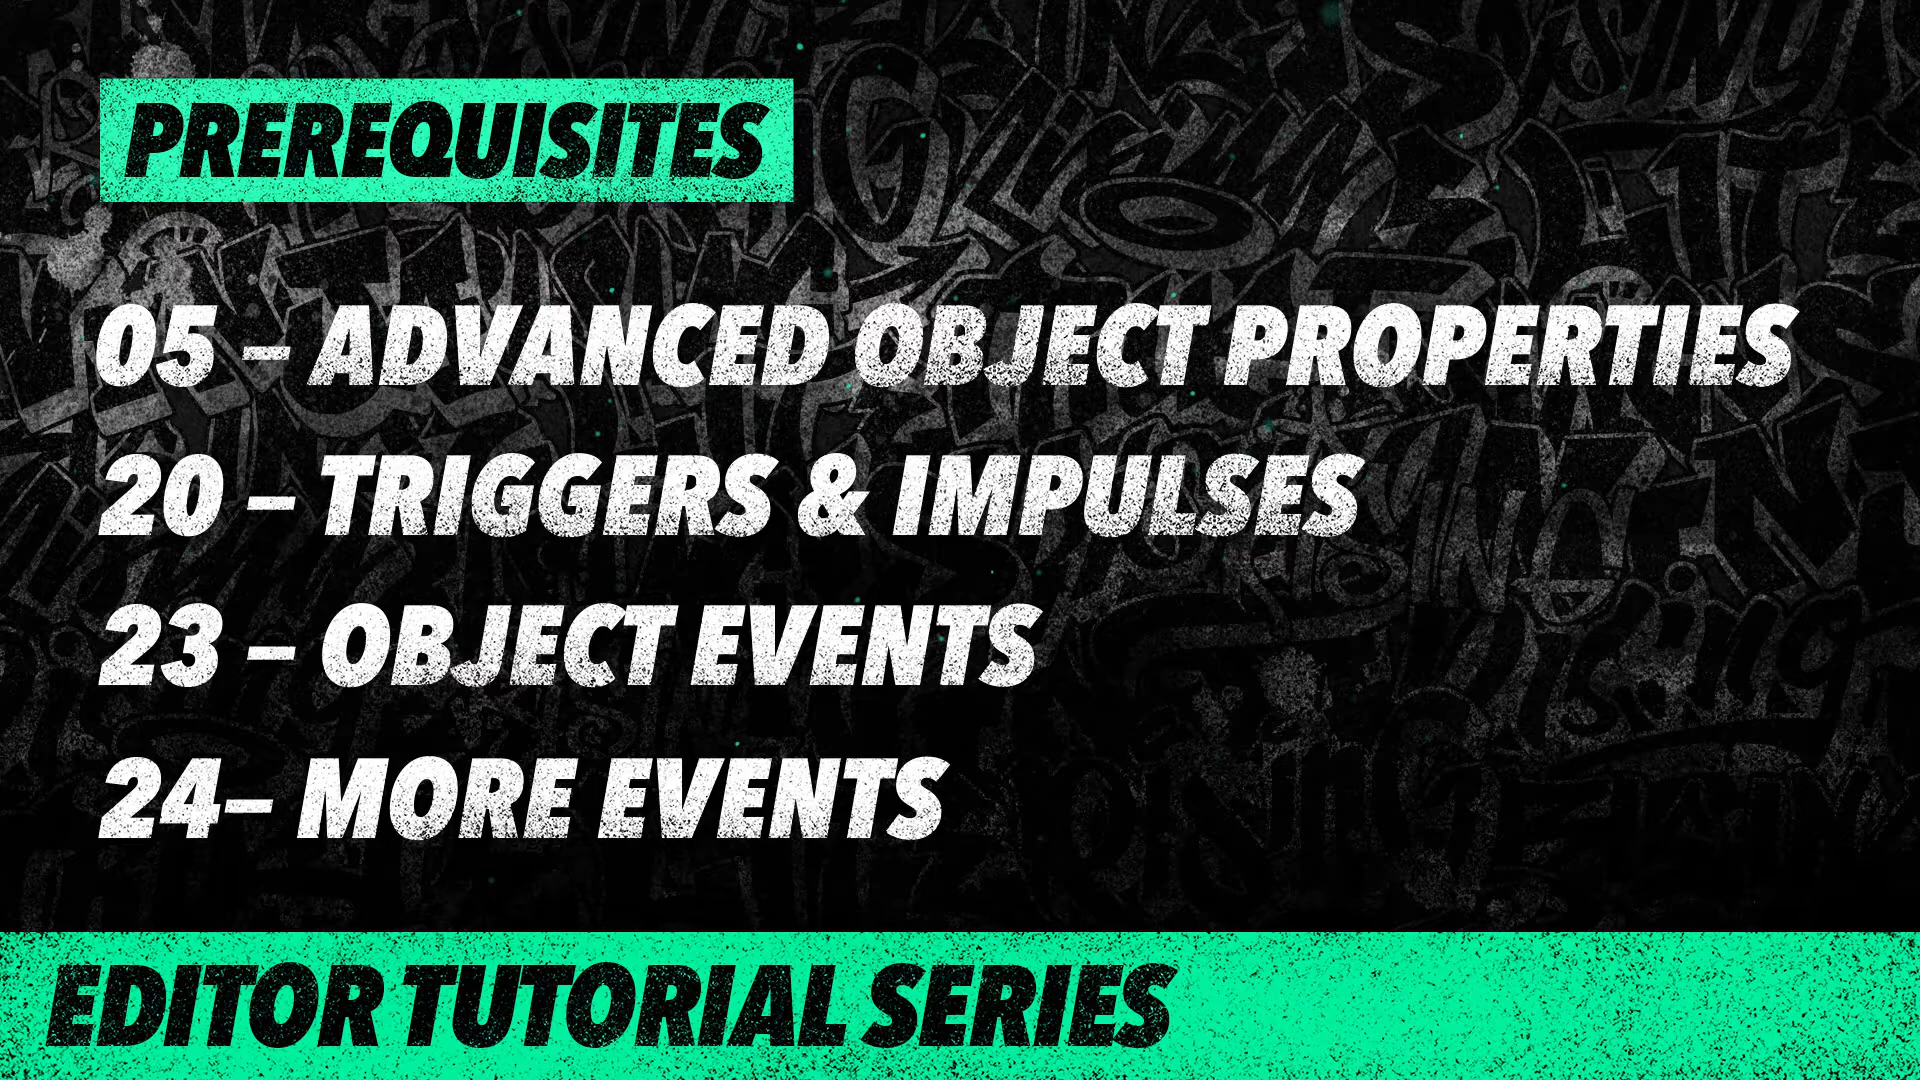 PREREQUISITES
05 – ADVANCED OBJECT PROPERTIES
20 – TRIGGERS & IMPULSES
23 – OBJECT EVENTS
24– MORE EVENTS
EDITOR TUTORIAL SERIES